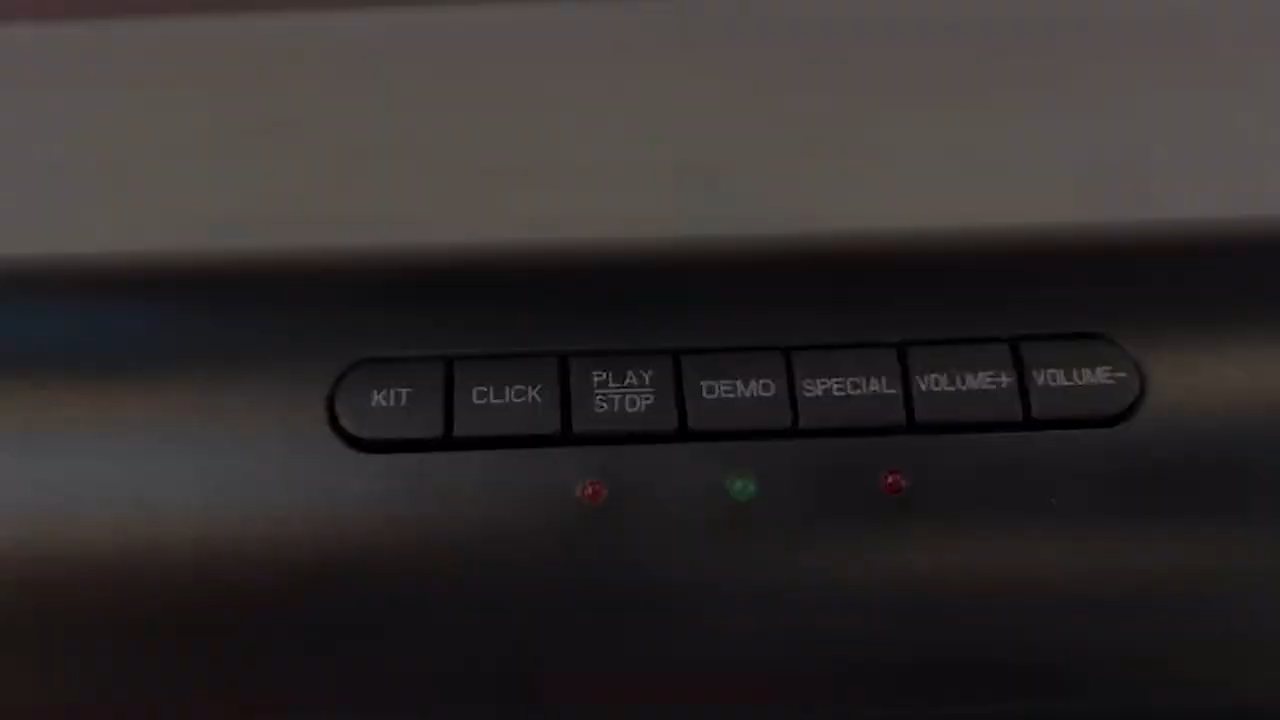 KIT
CLICK
PLAY
STOP
DEMO
SPECIAL
VOLUME+
VOLUME-